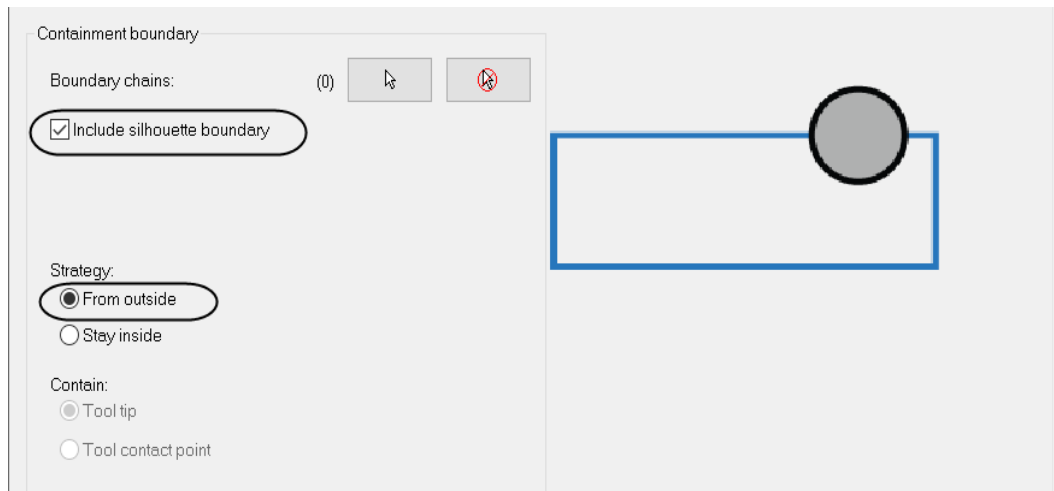 Containment boundary
Boundary chains: (0)
Include silhouette boundary
Strategy:
From outside
Stay inside
Contain:
Tool tip
Tool contact point